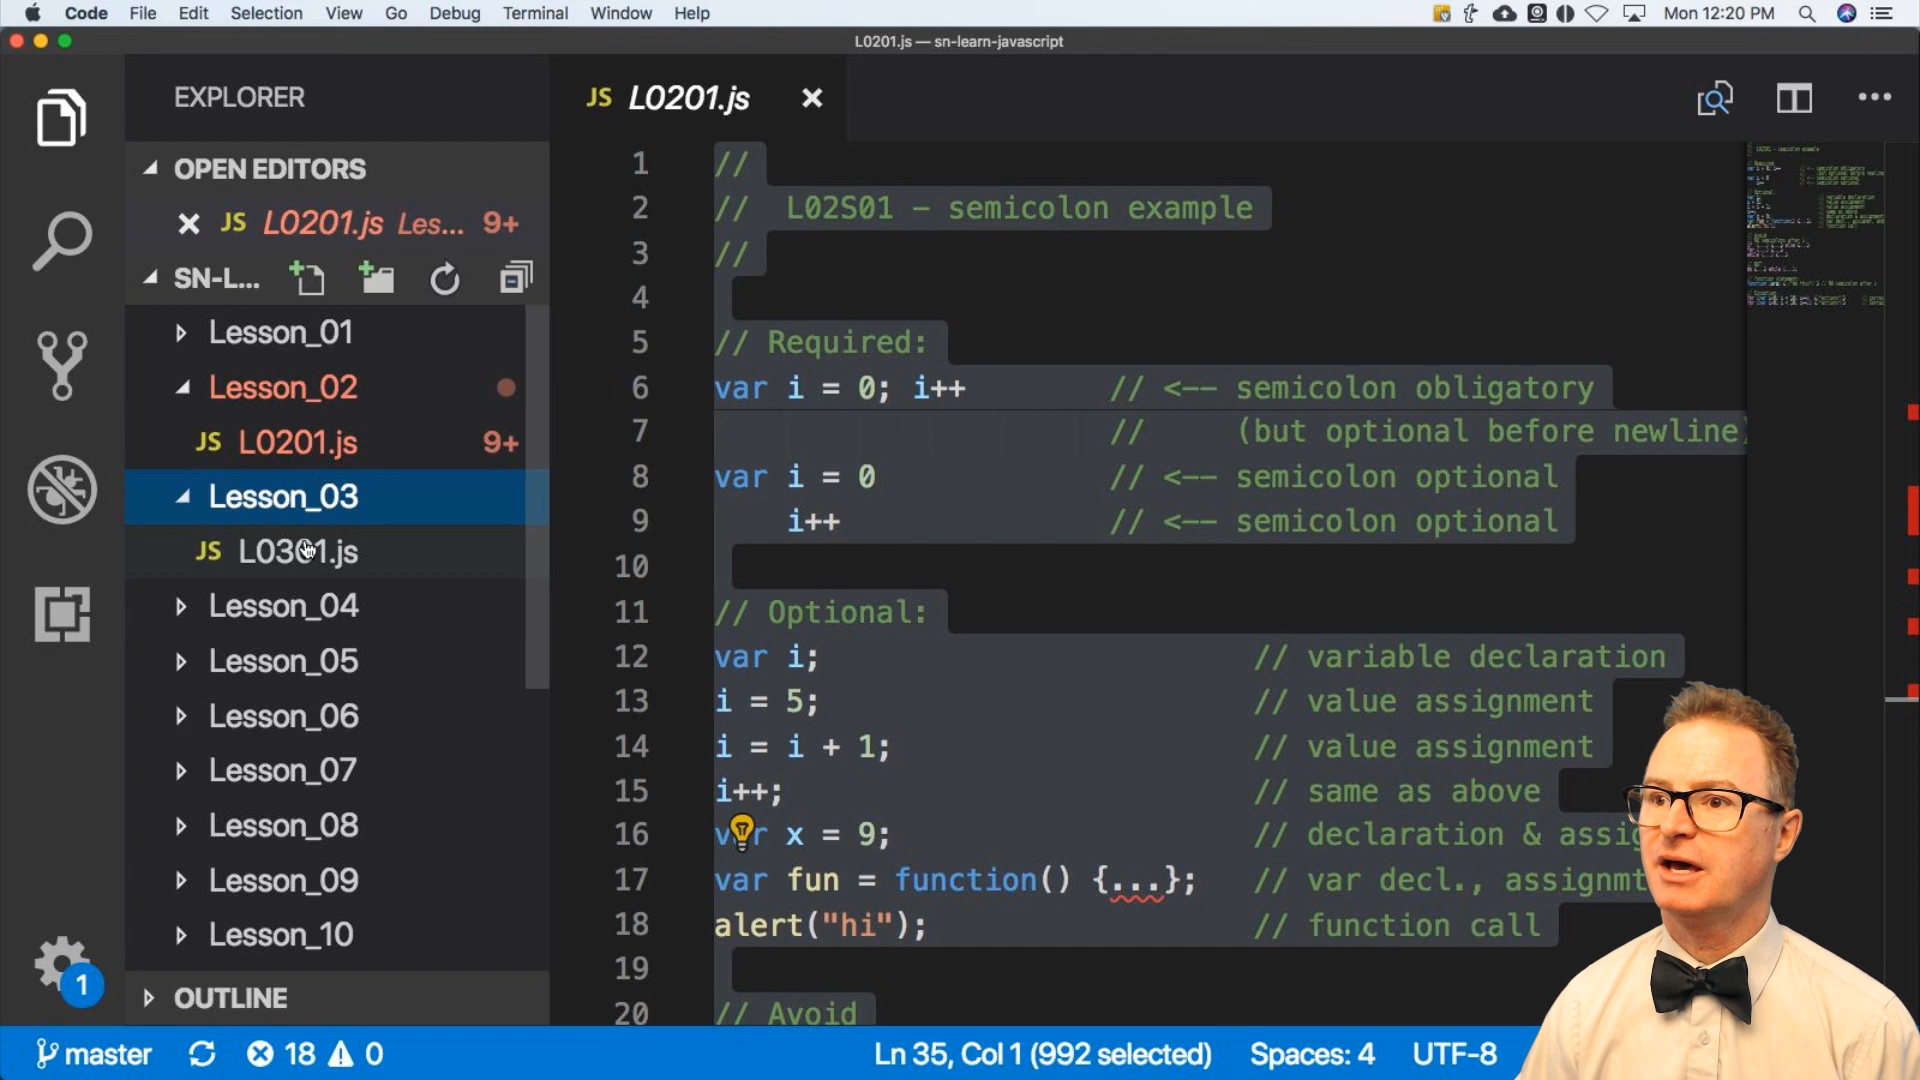 Code File Edit Selection View Go Debug Terminal Window Help Mon 12:20 PM
L0201.js — sn-learn-javascript
EXPLORER
OPEN EDITORS
JS L0201.js Les... 9+
SN-L...
Lesson_01
Lesson_02
JS L0201.js 9+
Lesson_03
JS L0301.js
Lesson_04
Lesson_05
Lesson_06
Lesson_07
Lesson_08
Lesson_09
Lesson_10
OUTLINE
1
JS L0201.js
1 //
2 // L02S01 - semicolon example
3 //
4
5 // Required:
6 var i = 0; i++ // <-- semicolon obligatory
7 // (but optional before newline)
8 var i = 0 // <-- semicolon optional
9 i++ // <-- semicolon optional
10
11 // Optional:
12 var i; // variable declaration
13 i = 5; // value assignment
14 i = i + 1; // value assignment
15 i++; // same as above
16 var x = 9; // declaration & assig
17 var fun = function() {...}; // var decl., assignmt
18 alert("hi"); // function call
19
20 // Avoid
master 18 0 Ln 35, Col 1 (992 selected) Spaces: 4 UTF-8